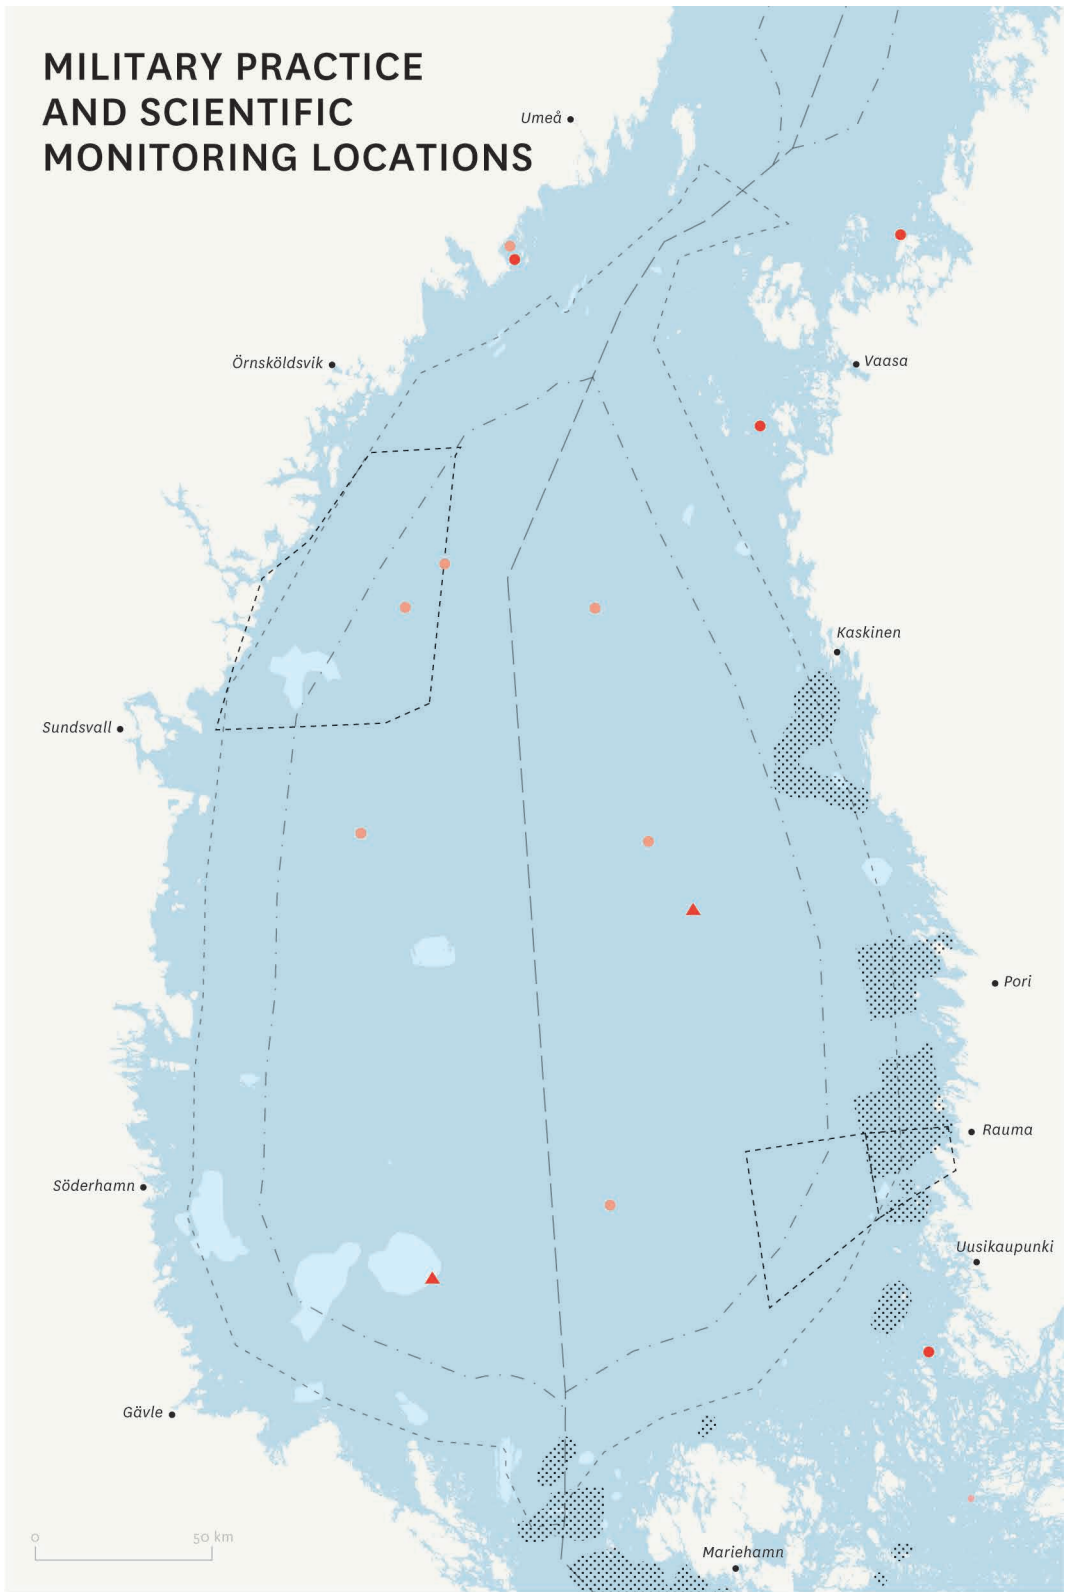 MILITARY PRACTICE
AND SCIENTIFIC
MONITORING LOCATIONS
Umeå
Örnsköldsvik
Vaasa
Kaskinen
Sundsvall
Pori
Rauma
Söderhamn
Uusikaupunki
Gävle
0 50 km
Mariehamn